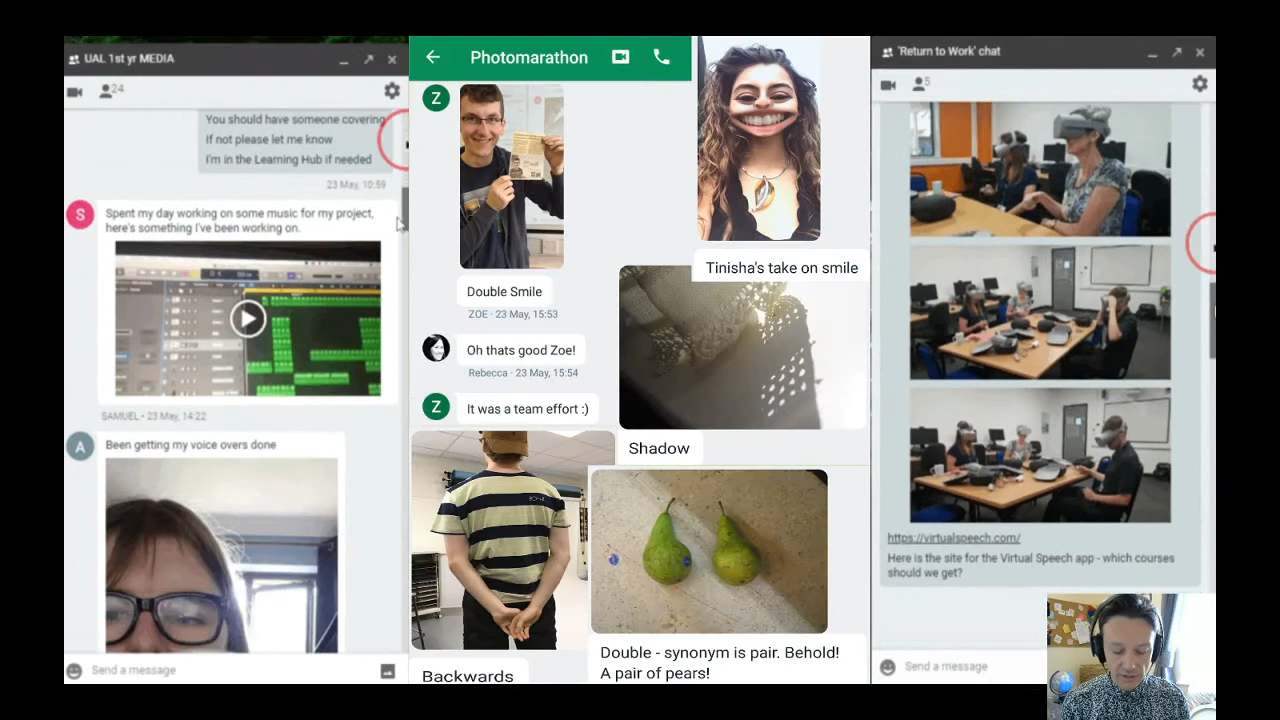 UAL 1st yr MEDIA
24
You should have someone covering
If not please let me know
I'm in the Learning Hub if needed
23 May, 10:59
S
Spent my day working on some music for my project,
here's something I've been working on.
SAMUEL • 23 May, 14:22
A
Been getting my voice overs done
Send a message
Photomarathon
Z
Double Smile
ZOE · 23 May, 15:53
Oh thats good Zoe!
Rebecca · 23 May, 15:54
Z
It was a team effort :)
Backwards
Tinisha's take on smile
Shadow
Double - synonym is pair. Behold!
A pair of pears!
'Return to Work' chat
5
https://virtualspeech.com/
Here is the site for the Virtual Speech app - which courses
should we get?
Send a message